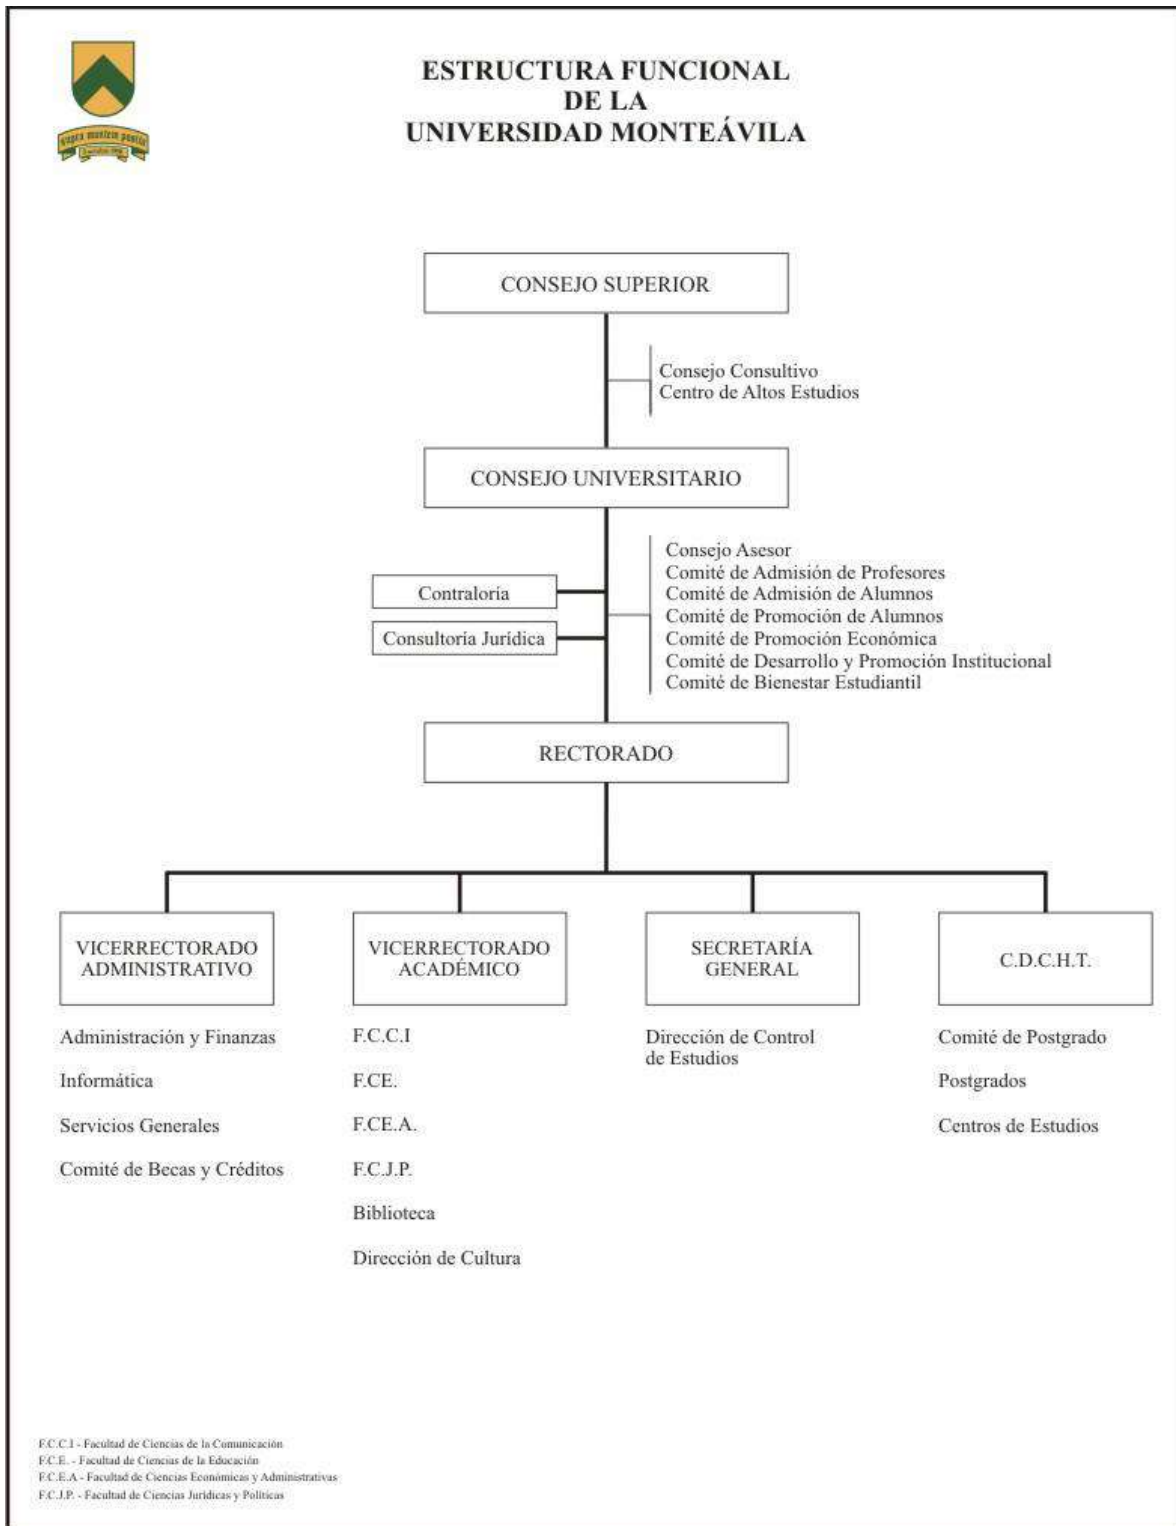 ESTRUCTURA FUNCIONAL
DE LA
UNIVERSIDAD MONTEÁVILA
CONSEJO SUPERIOR
Consejo Consultivo
Centro de Altos Estudios
CONSEJO UNIVERSITARIO
Contraloría
Consultoría Jurídica
Consejo Asesor
Comité de Admisión de Profesores
Comité de Admisión de Alumnos
Comité de Promoción de Alumnos
Comité de Promoción Económica
Comité de Desarrollo y Promoción Institucional
Comité de Bienestar Estudiantil
RECTORADO
VICERRECTORADO
ADMINISTRATIVO
Administración y Finanzas
Informática
Servicios Generales
Comité de Becas y Créditos
VICERRECTORADO
ACADÉMICO
F.C.C.I
F.CE.
F.CE.A.
F.C.J.P.
Biblioteca
Dirección de Cultura
SECRETARÍA
GENERAL
Dirección de Control
de Estudios
C.D.C.H.T.
Comité de Postgrado
Postgrados
Centros de Estudios
F.C.C.I - Facultad de Ciencias de la Comunicación
F.C.E. - Facultad de Ciencias de la Educación
F.C.E.A - Facultad de Ciencias Económicas y Administrativas
F.C.J.P. - Facultad de Ciencias Jurídicas y Políticas